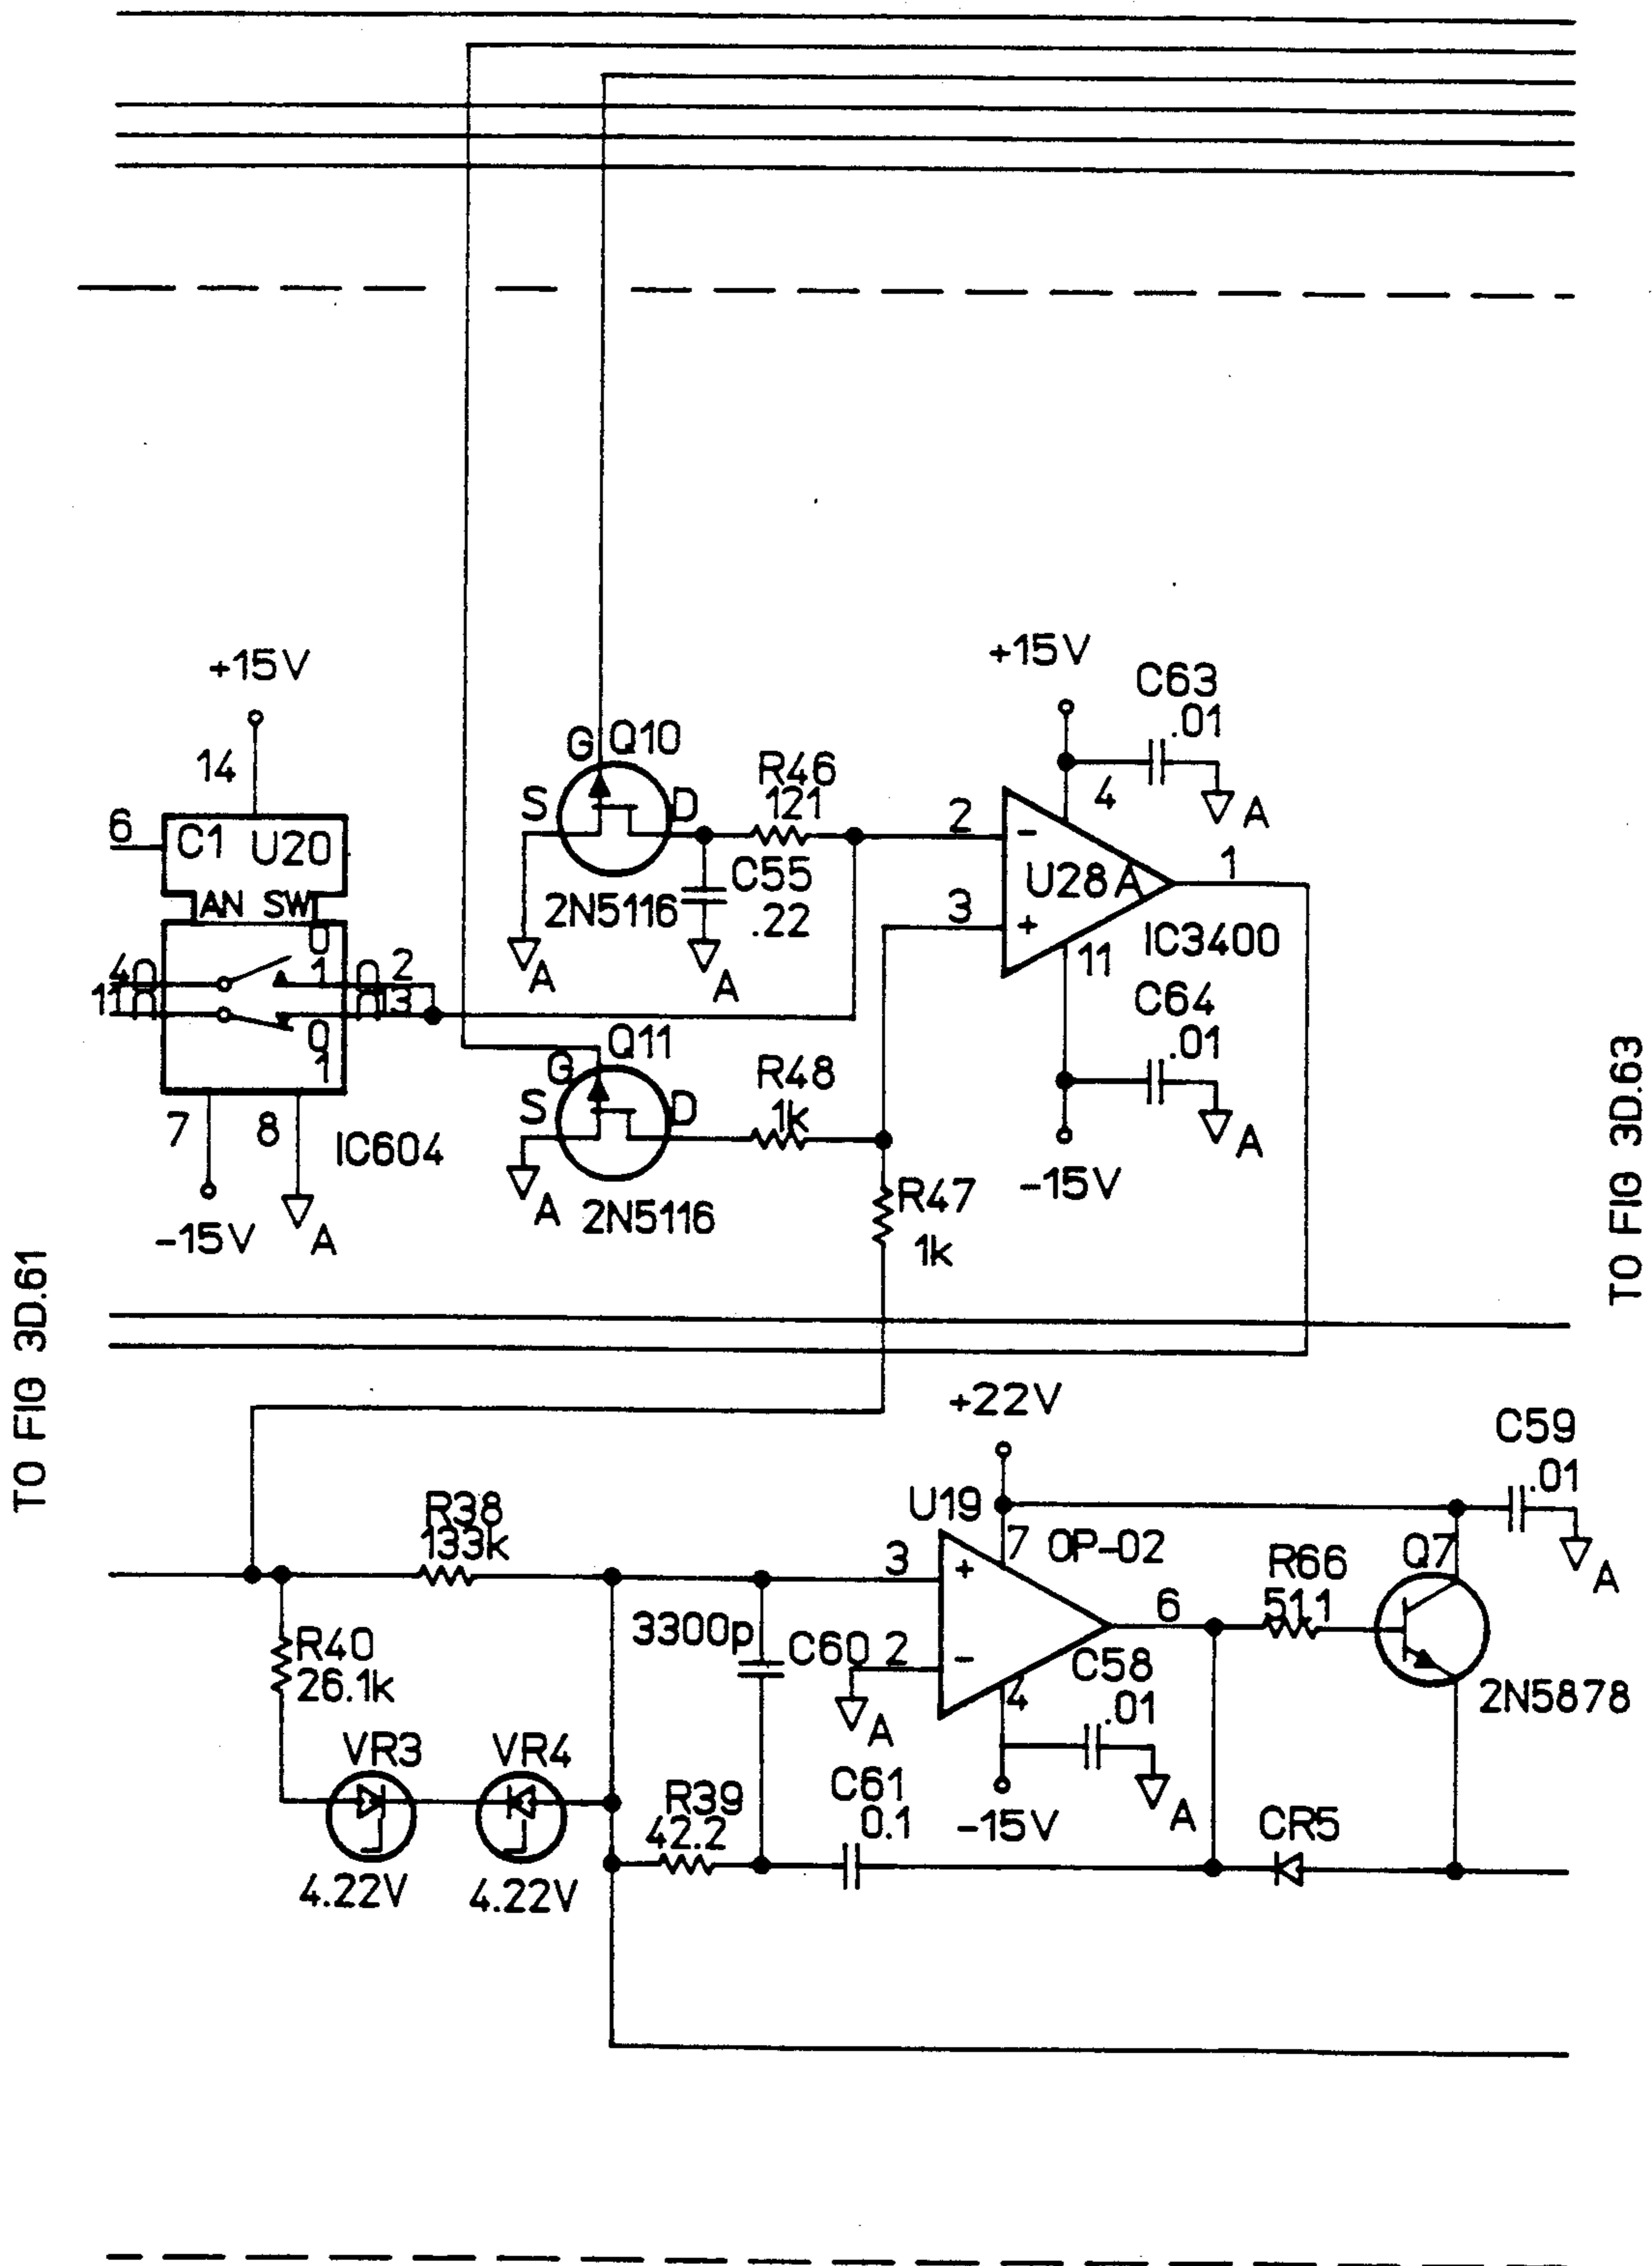 +15V
14
6
C1 U20
AN SW
0
1
4
2
11
13
0
1
7
8
IC604
-15V
A
G Q10
S
D
2N5116
A
R46
121
C55
.22
A
+15V
C63
.01
A
4
2
-
U28A
1
3
+
IC3400
11
C64
.01
A
-15V
Q11
G
S
D
A
2N5116
R48
1k
R47
1k
TO FIG 3D.61
TO FIG 3D.63
+22V
C59
.01
A
U19
7
OP-02
R38
133k
3
+
3300p
C60
2
-
A
4
6
R66
511
Q7
2N5878
C58
.01
A
-15V
R40
26.1k
VR3
4.22V
VR4
4.22V
R39
42.2
C61
0.1
CR5